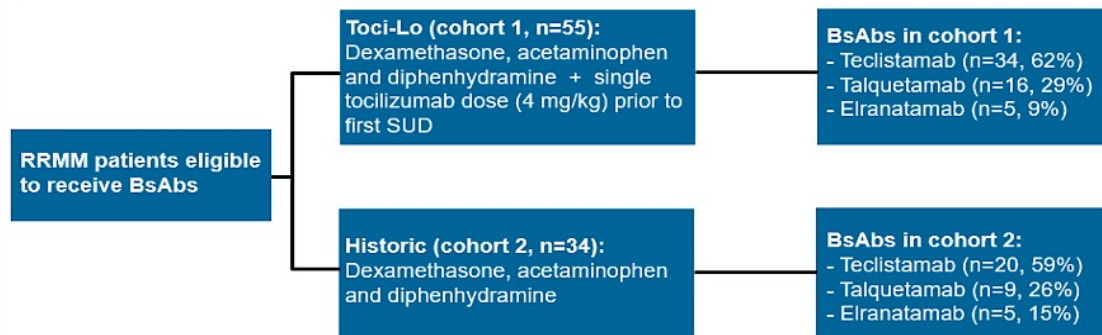 RRMM patients eligible
to receive BsAbs
Toci-Lo (cohort 1, n=55):
Dexamethasone, acetaminophen
and diphenhydramine + single
tocilizumab dose (4 mg/kg) prior to
first SUD
BsAbs in cohort 1:
- Teclistamab (n=34, 62%)
- Talquetamab (n=16, 29%)
- Elranatamab (n=5, 9%)
Historic (cohort 2, n=34):
Dexamethasone, acetaminophen
and diphenhydramine
BsAbs in cohort 2:
- Teclistamab (n=20, 59%)
- Talquetamab (n=9, 26%)
- Elranatamab (n=5, 15%)